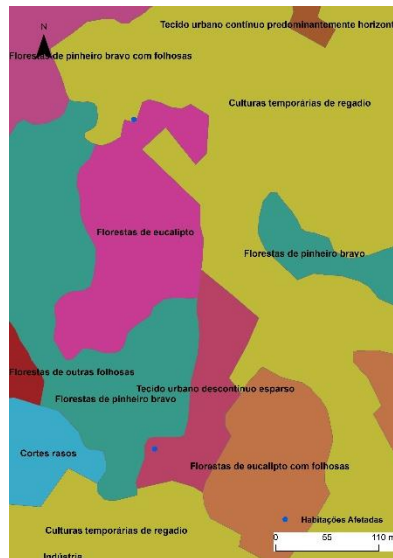 Tecido urbano contínuo predominantemente horizont
N
Florestas de pinheiro bravo com folhosas
Culturas temporárias de regadio
Florestas de eucalipto
Florestas de pinheiro bravo
Florestas de outras folhosas
Tecido urbano descontínuo esparso
Florestas de pinheiro bravo
Cortes rasos
Florestas de eucalipto com folhosas
Habitações Afetadas
Culturas temporárias de regadio
0 55 110 m
Indústria